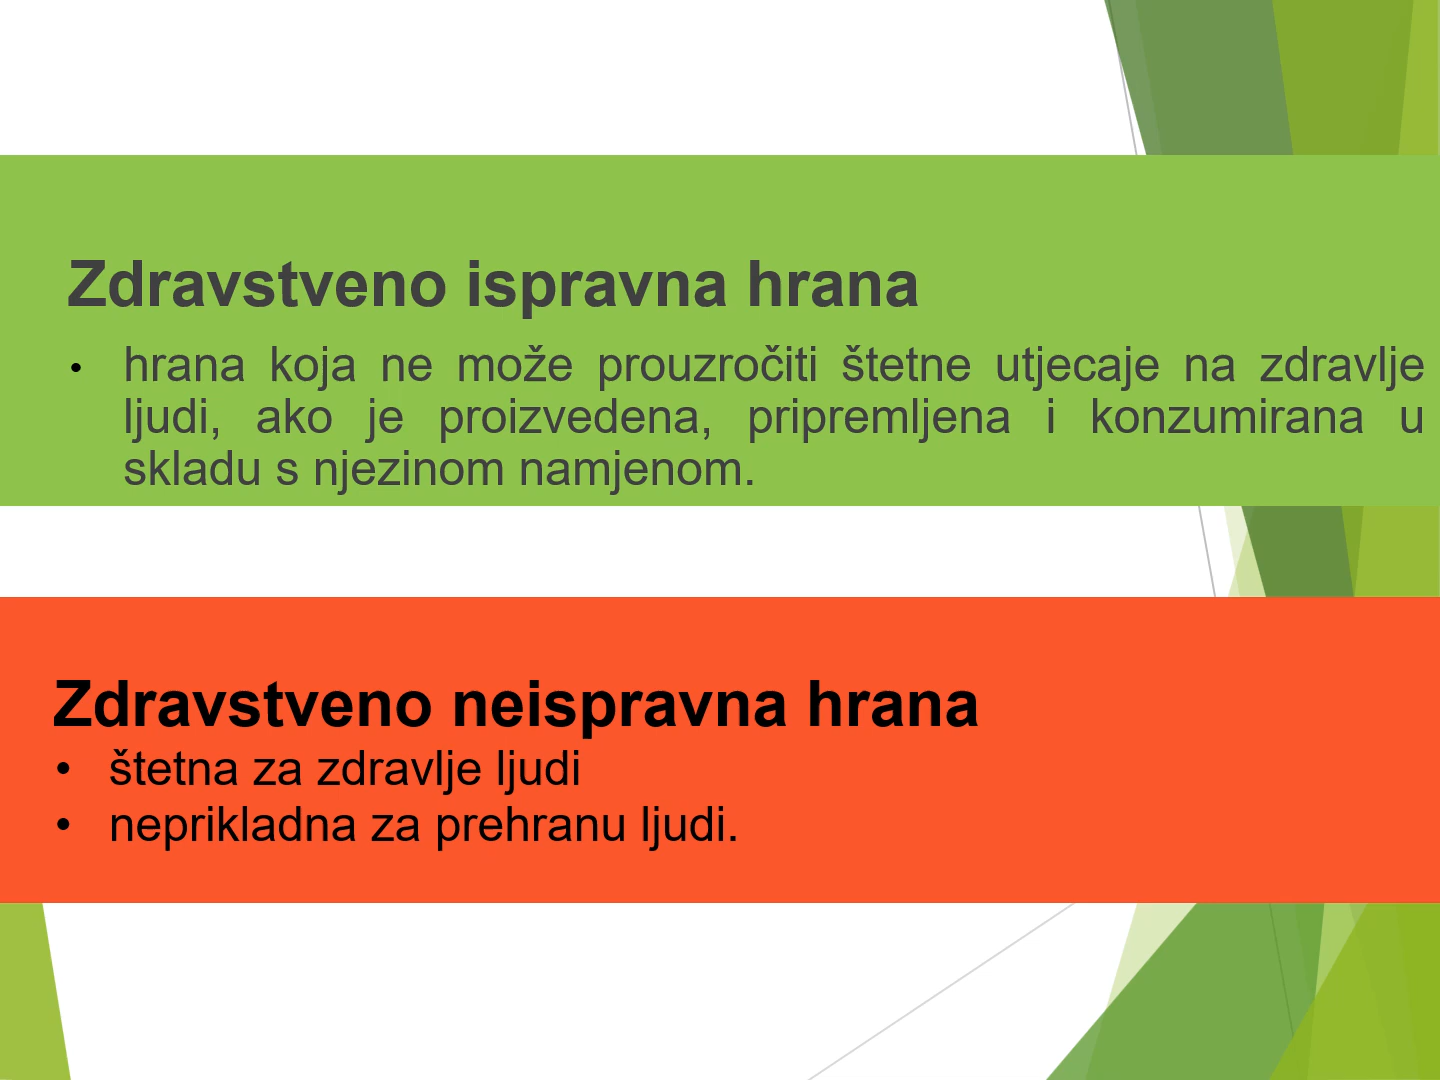 Zdravstveno ispravna hrana
• hrana koja ne može prouzročiti štetne utjecaje na zdravlje
ljudi, ako je proizvedena, pripremljena i konzumirana u
skladu s njezinom namjenom.
Zdravstveno neispravna hrana
• štetna za zdravlje ljudi
• neprikladna za prehranu ljudi.